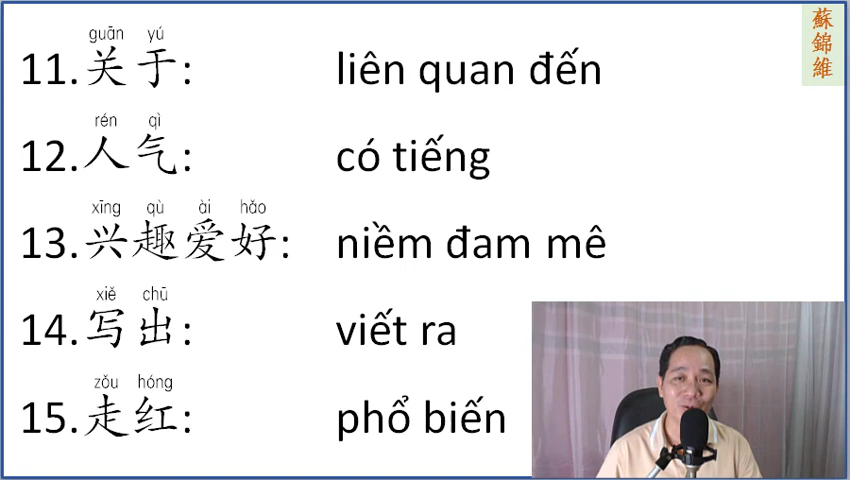 guān yú
11.关于: liên quan đến
rén qì
12.人气: có tiếng
xīng qù ài hǎo
13.兴趣爱好: niềm đam mê
xiě chū
14.写出: viết ra
zǒu hóng
15.走红: phổ biến
蘇錦維